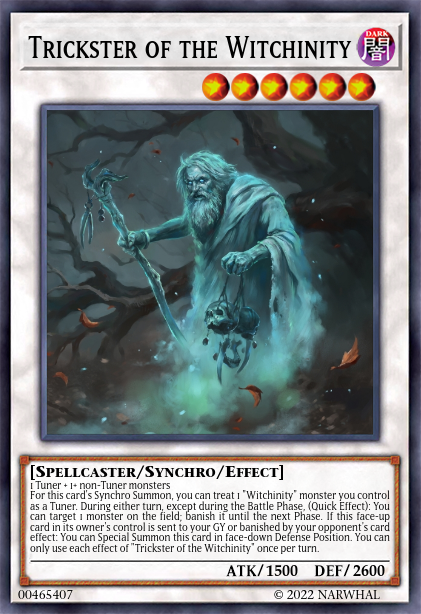 Trickster of the Witchinity
DARK
闇
[Spellcaster/Synchro/Effect]
1 Tuner + 1+ non-Tuner monsters
For this card's Synchro Summon, you can treat 1 "Witchinity" monster you control
as a Tuner. During either turn, except during the Battle Phase, (Quick Effect): You
can target 1 monster on the field; banish it until the next Phase. If this face-up
card in its owner's control is sent to your GY or banished by your opponent's card
effect: You can Special Summon this card in face-down Defense Position. You can
only use each effect of "Trickster of the Witchinity" once per turn.
ATK/1500 DEF/2600
00465407 © 2022 NARWHAL